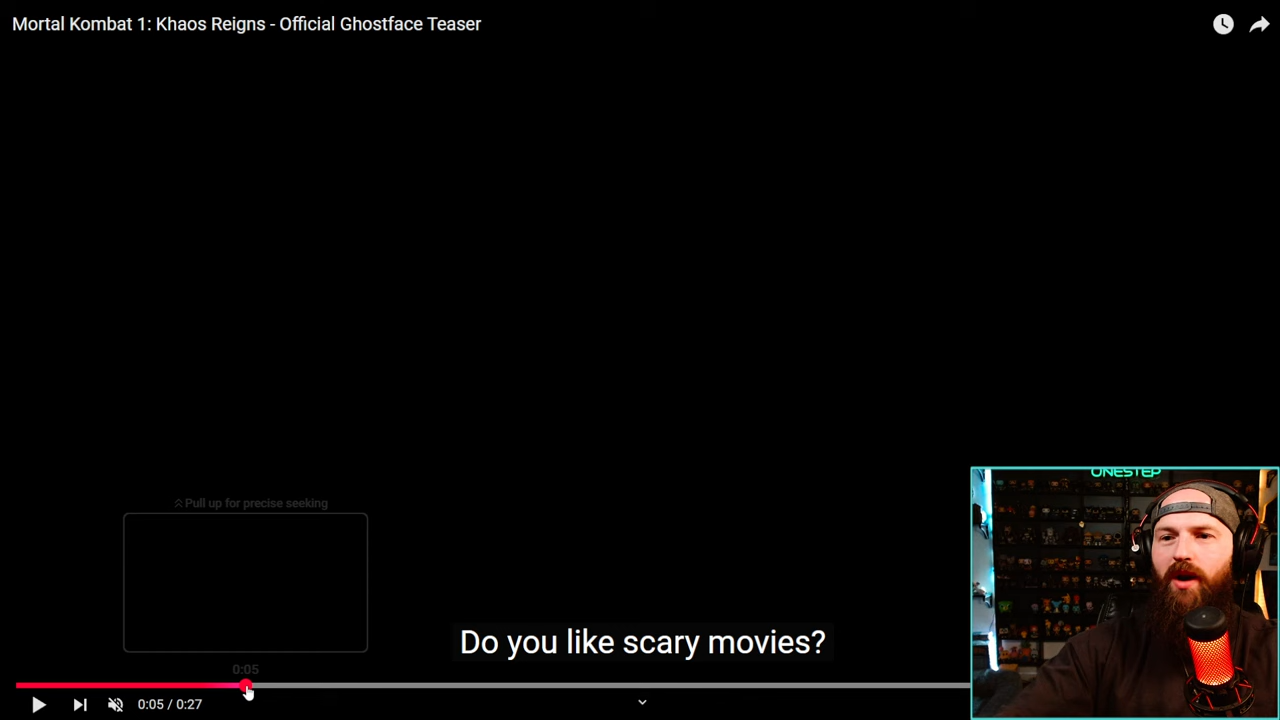 Mortal Kombat 1: Khaos Reigns - Official Ghostface Teaser
ONESTEP
Pull up for precise seeking
Do you like scary movies?
0:05
0:05 / 0:27